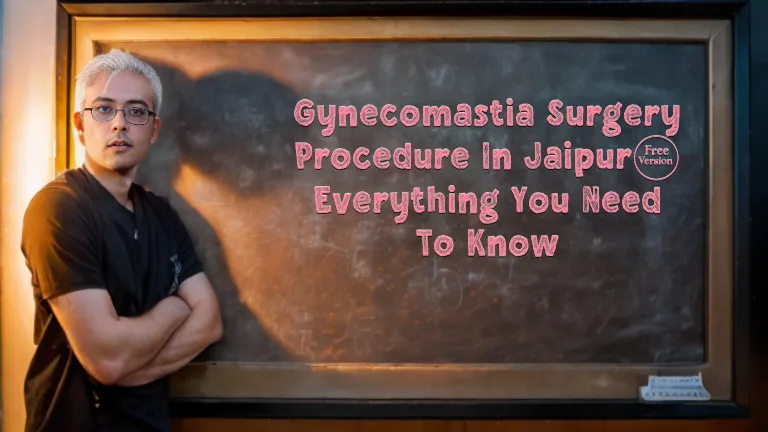 Gynecomastia Surgery
Procedure In Jaipur
Free
Version
Everything You Need
To Know